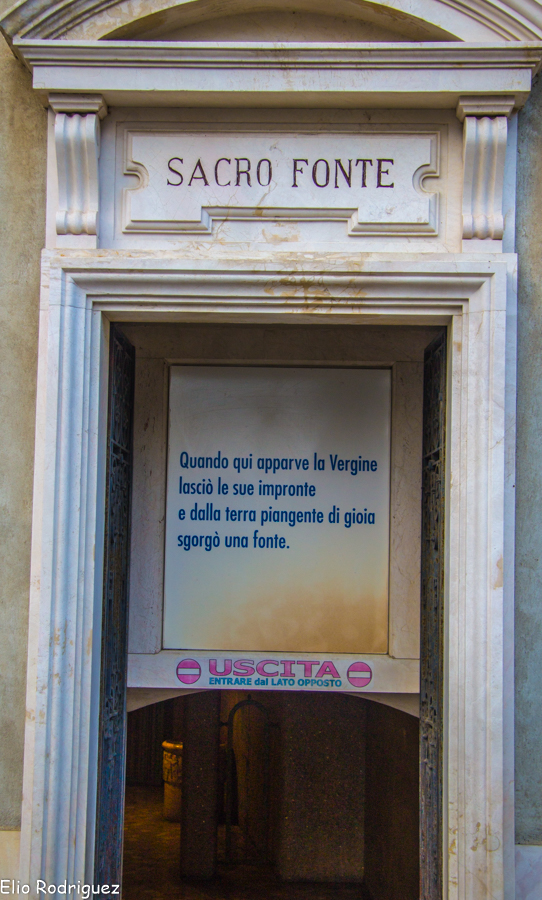 SACRO FONTE
Quando qui apparve la Vergine
lasciò le sue impronte
e dalla terra piangente di gioia
sgorgò una fonte.
USCITA
ENTRARE dal LATO OPPOSTO
Elio Rodriguez